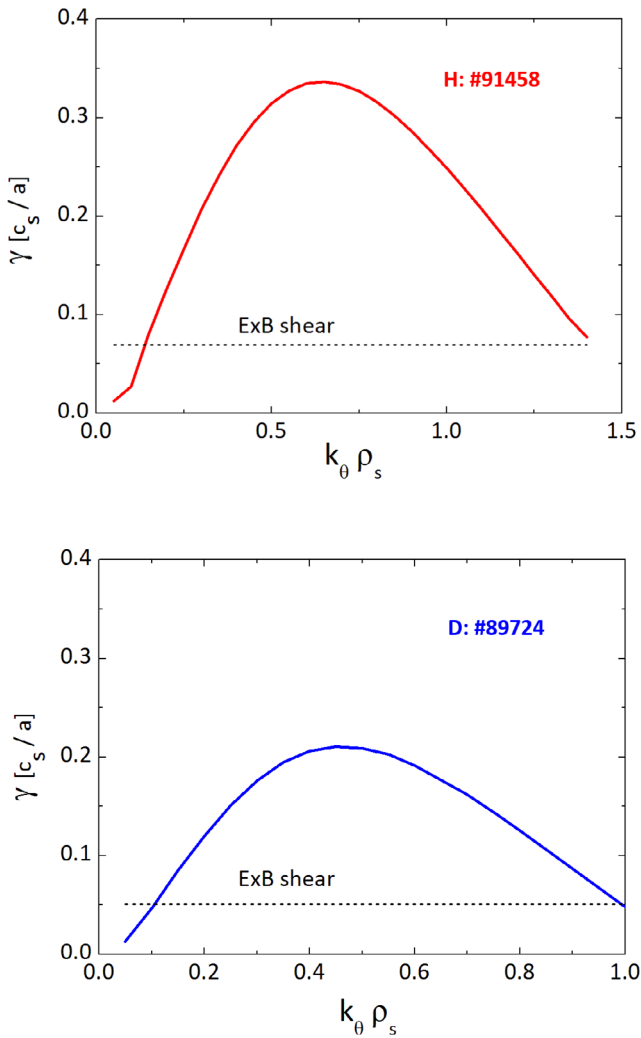 0.4
H: #91458
0.3
γ [c_s / a]
0.2
ExB shear
0.1
0.0
0.0 0.5 1.0 1.5
k_θ ρ_s
0.4
D: #89724
0.3
γ [c_s / a]
0.2
0.1
ExB shear
0.0
0.0 0.2 0.4 0.6 0.8 1.0
k_θ ρ_s